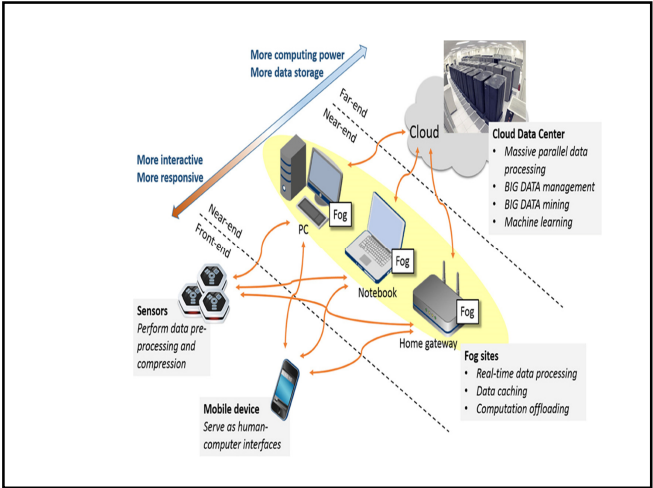 More computing power
More data storage
Far-end
Near-end
Cloud
Cloud Data Center
• Massive parallel data
processing
• BIG DATA management
• BIG DATA mining
• Machine learning
More interactive
More responsive
Near-end
Front-end
Fog
PC
Fog
Notebook
Fog
Home gateway
Sensors
Perform data pre-
processing and
compression
Mobile device
Serve as human-
computer interfaces
Fog sites
• Real-time data processing
• Data caching
• Computation offloading